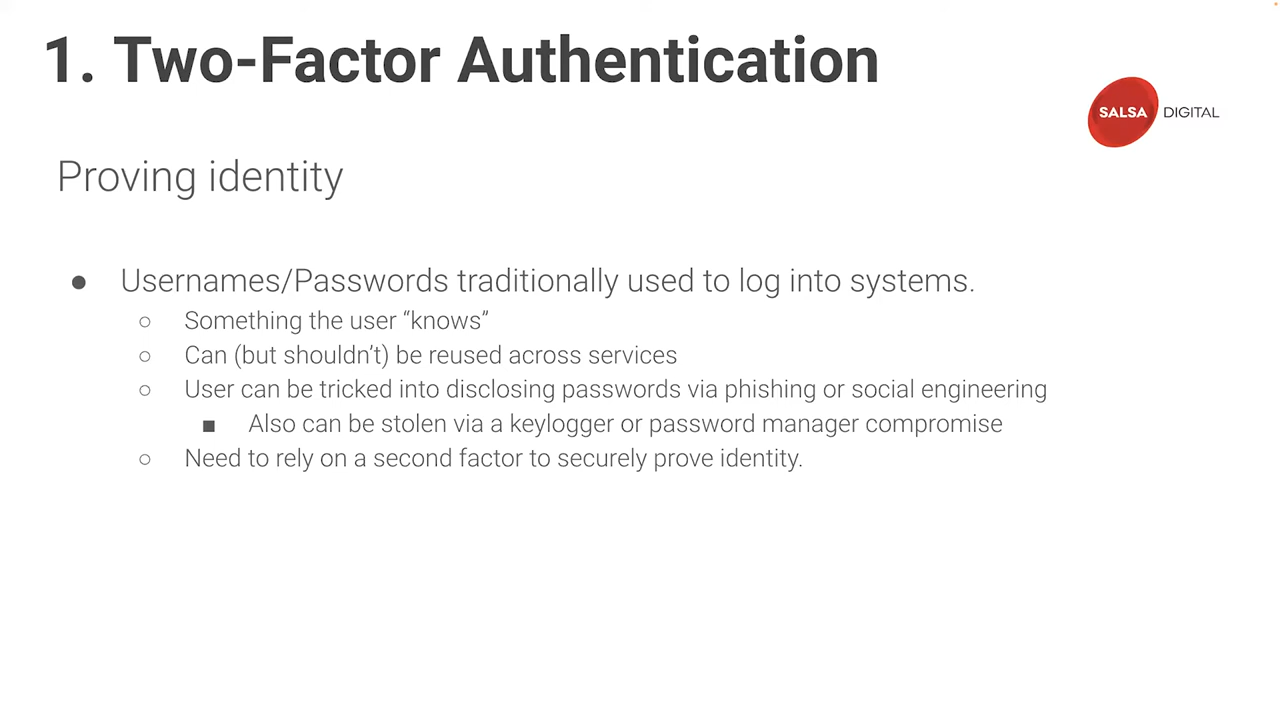 1. Two-Factor Authentication
SALSA DIGITAL
Proving identity
● Usernames/Passwords traditionally used to log into systems.
○ Something the user “knows”
○ Can (but shouldn’t) be reused across services
○ User can be tricked into disclosing passwords via phishing or social engineering
■ Also can be stolen via a keylogger or password manager compromise
○ Need to rely on a second factor to securely prove identity.